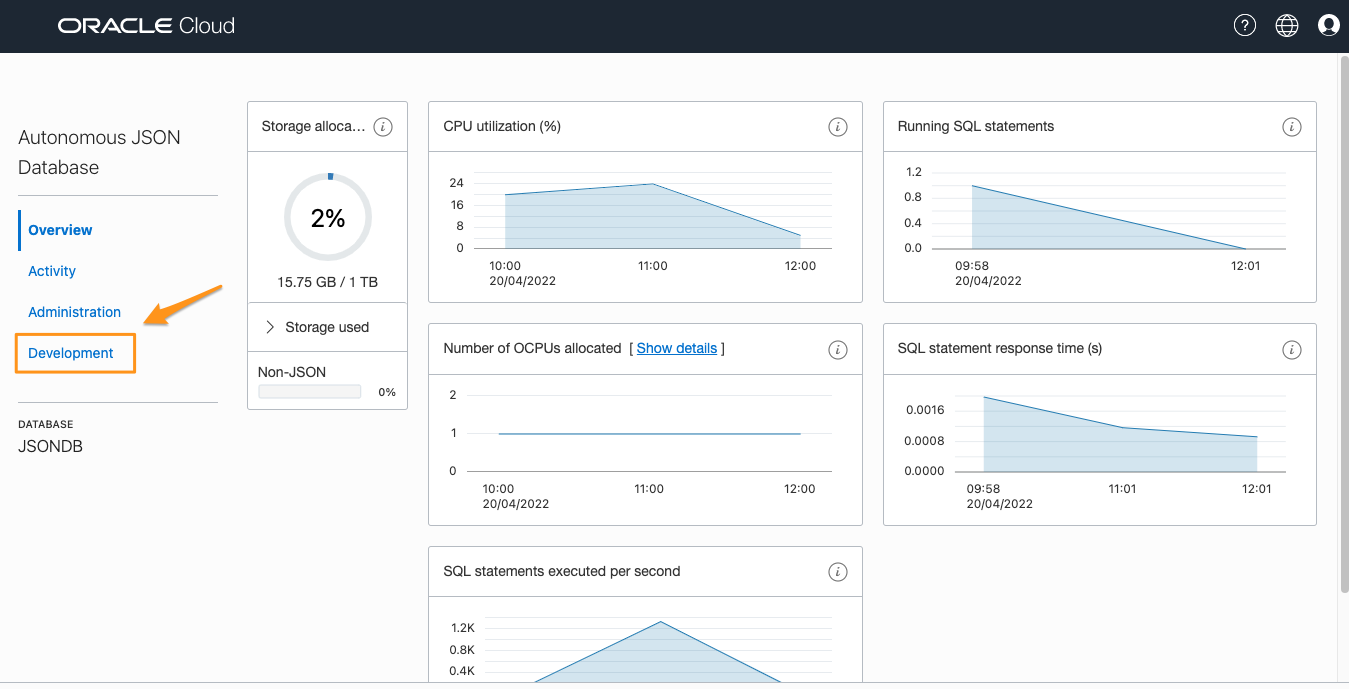 ORACLE Cloud
?
Autonomous JSON
Database
Overview
Activity
Administration
Development
DATABASE
JSONDB
Storage alloca... i
2%
15.75 GB / 1 TB
Storage used
Non-JSON
0%
CPU utilization (%) i
24
16
8
0
10:00 11:00 12:00
20/04/2022
Running SQL statements i
1.2
0.8
0.4
0.0
09:58 12:01
20/04/2022
Number of OCPUs allocated [ Show details ] i
2
1
0
10:00 11:00 12:00
20/04/2022
SQL statement response time (s) i
0.0016
0.0008
0.0000
09:58 11:01 12:01
20/04/2022
SQL statements executed per second i
1.2K
0.8K
0.4K